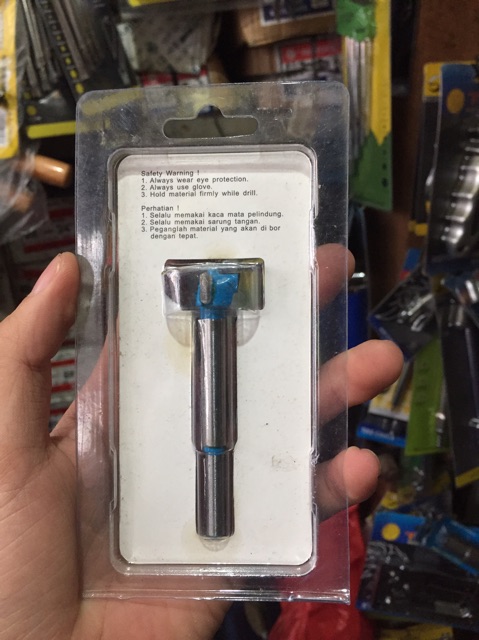 Safety Warning !
1. Always wear eye protection.
2. Always use glove.
3. Hold material firmly while drill.
Perhatian !
1. Selalu memakai kaca mata pelindung.
2. Selalu memakai sarung tangan.
3. Peganglah material yang akan di bor
dengan tepat.